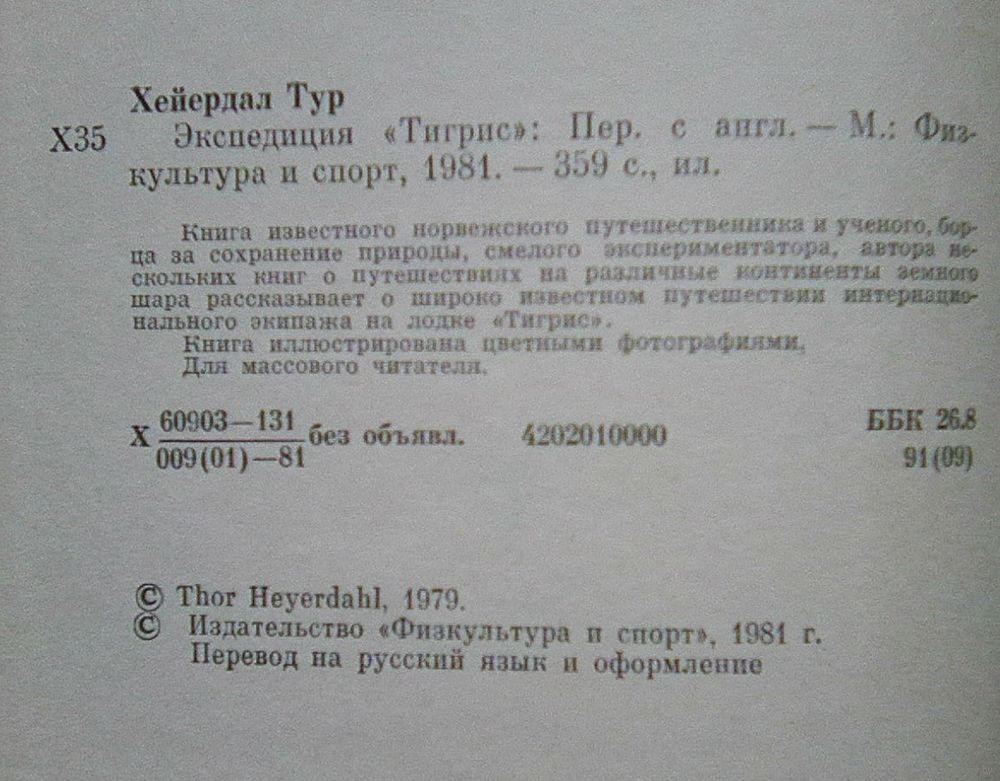 Хейердал Тур
Х35 Экспедиция «Тигрис»: Пер. с англ. — М.: Физ-
культура и спорт, 1981. — 359 с., ил.
Книга известного норвежского путешественника и ученого, бор-
ца за сохранение природы, смелого экспериментатора, автора не-
скольких книг о путешествиях на различные континенты земного
шара рассказывает о широко известном путешествии интернацио-
нального экипажа на лодке «Тигрис».
Книга иллюстрирована цветными фотографиями.
Для массового читателя.
Х 60903—131 без объявл. 4202010000 ББК 26.8
009(01)—81 91(09)
© Thor Heyerdahl, 1979.
© Издательство «Физкультура и спорт», 1981 г.
Перевод на русский язык и оформление